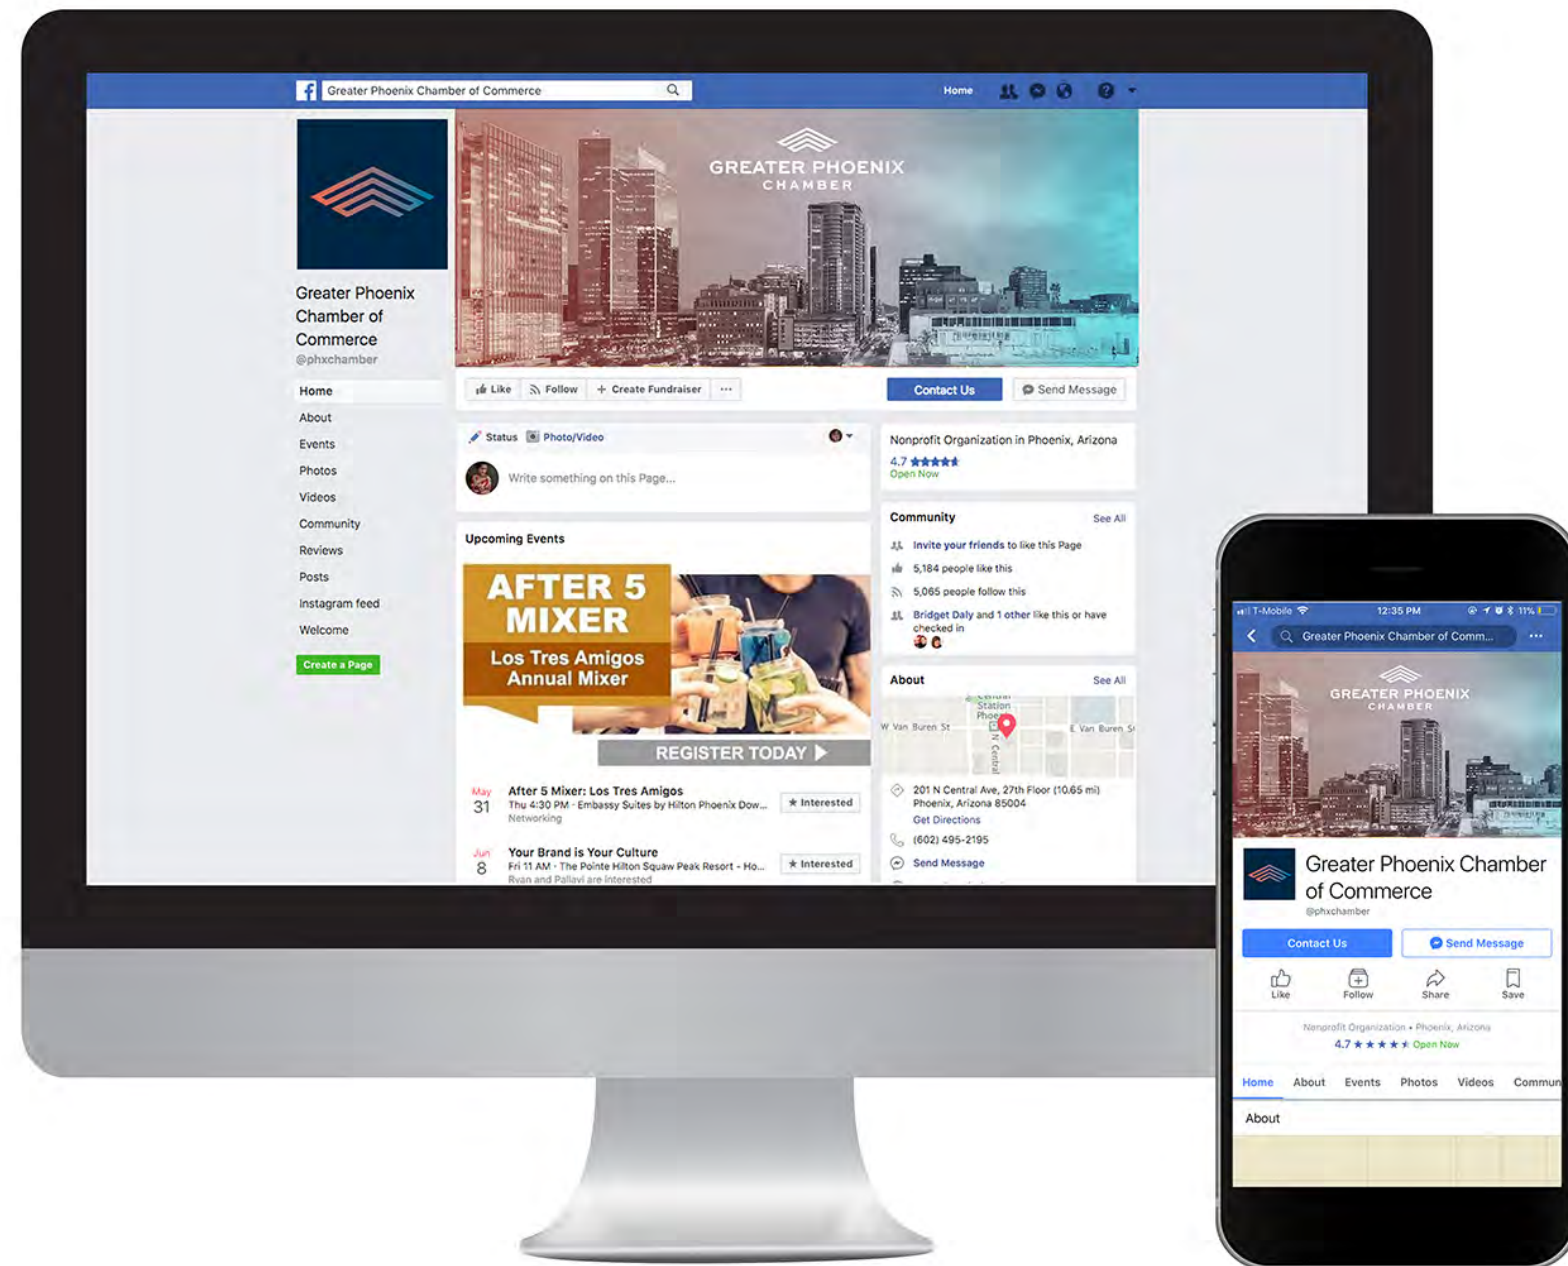 Greater Phoenix Chamber of Commerce
Home
GREATER PHOENIX
CHAMBER
Greater Phoenix
Chamber of
Commerce
@phxchamber
Home
About
Events
Photos
Videos
Community
Reviews
Posts
Instagram feed
Welcome
Create a Page
Like
Follow
+ Create Fundraiser
...
Contact Us
Send Message
Status
Photo/Video
Write something on this Page...
Upcoming Events
AFTER 5
MIXER
Los Tres Amigos
Annual Mixer
REGISTER TODAY
May
31
After 5 Mixer: Los Tres Amigos
Thu 4:30 PM · Embassy Suites by Hilton Phoenix Dow...
Networking
★ Interested
Jun
8
Your Brand is Your Culture
Fri 11 AM · The Pointe Hilton Squaw Peak Resort - Ho...
Ryan and Pallavi are interested
★ Interested
Nonprofit Organization in Phoenix, Arizona
4.7 ★★★★★
Open Now
Community
See All
Invite your friends to like this Page
5,184 people like this
5,065 people follow this
Bridget Daly and 1 other like this or have
checked in
About
See All
Central
Station
Phoe
W Van Buren St
E Van Buren St
N Central
201 N Central Ave, 27th Floor (10.65 mi)
Phoenix, Arizona 85004
Get Directions
(602) 495-2195
Send Message
T-Mobile
12:35 PM
11%
Greater Phoenix Chamber of Comm...
...
GREATER PHOENIX
CHAMBER
Greater Phoenix Chamber
of Commerce
@phxchamber
Contact Us
Send Message
Like
Follow
Share
Save
Nonprofit Organization • Phoenix, Arizona
4.7 ★★★★★ Open Now
Home
About
Events
Photos
Videos
Commun
About